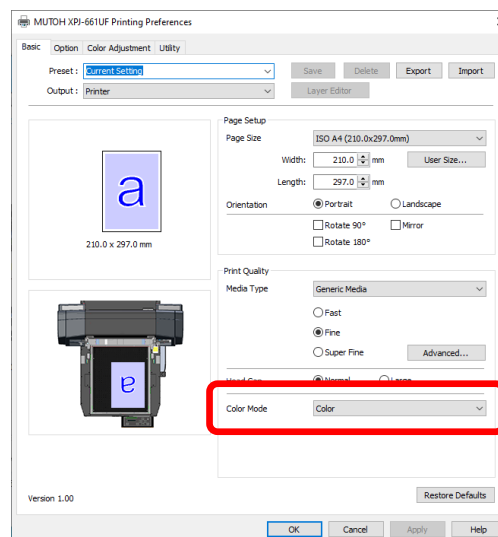 MUTOH XPJ-661UF Printing Preferences
Basic Option Color Adjustment Utility
Preset : Current Setting Save Delete Export Import
Output : Printer Layer Editor
Page Setup
Page Size ISO A4 (210.0x297.0mm)
Width: 210.0 mm User Size...
Length: 297.0 mm
Orientation Portrait Landscape
Rotate 90° Mirror
Rotate 180°
a
210.0 x 297.0 mm
Print Quality
Media Type Generic Media
Fast
Fine
Super Fine Advanced...
Head Gap Normal Large
a
Color Mode Color
Version 1.00 Restore Defaults
OK Cancel Apply Help